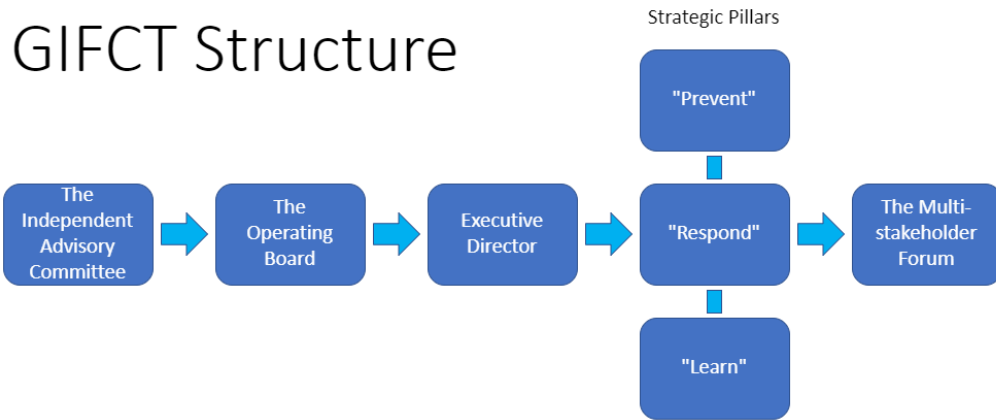 GIFCT Structure
Strategic Pillars
"Prevent"
The
Independent
Advisory
Committee
The
Operating
Board
Executive
Director
"Respond"
The Multi-
stakeholder
Forum
"Learn"